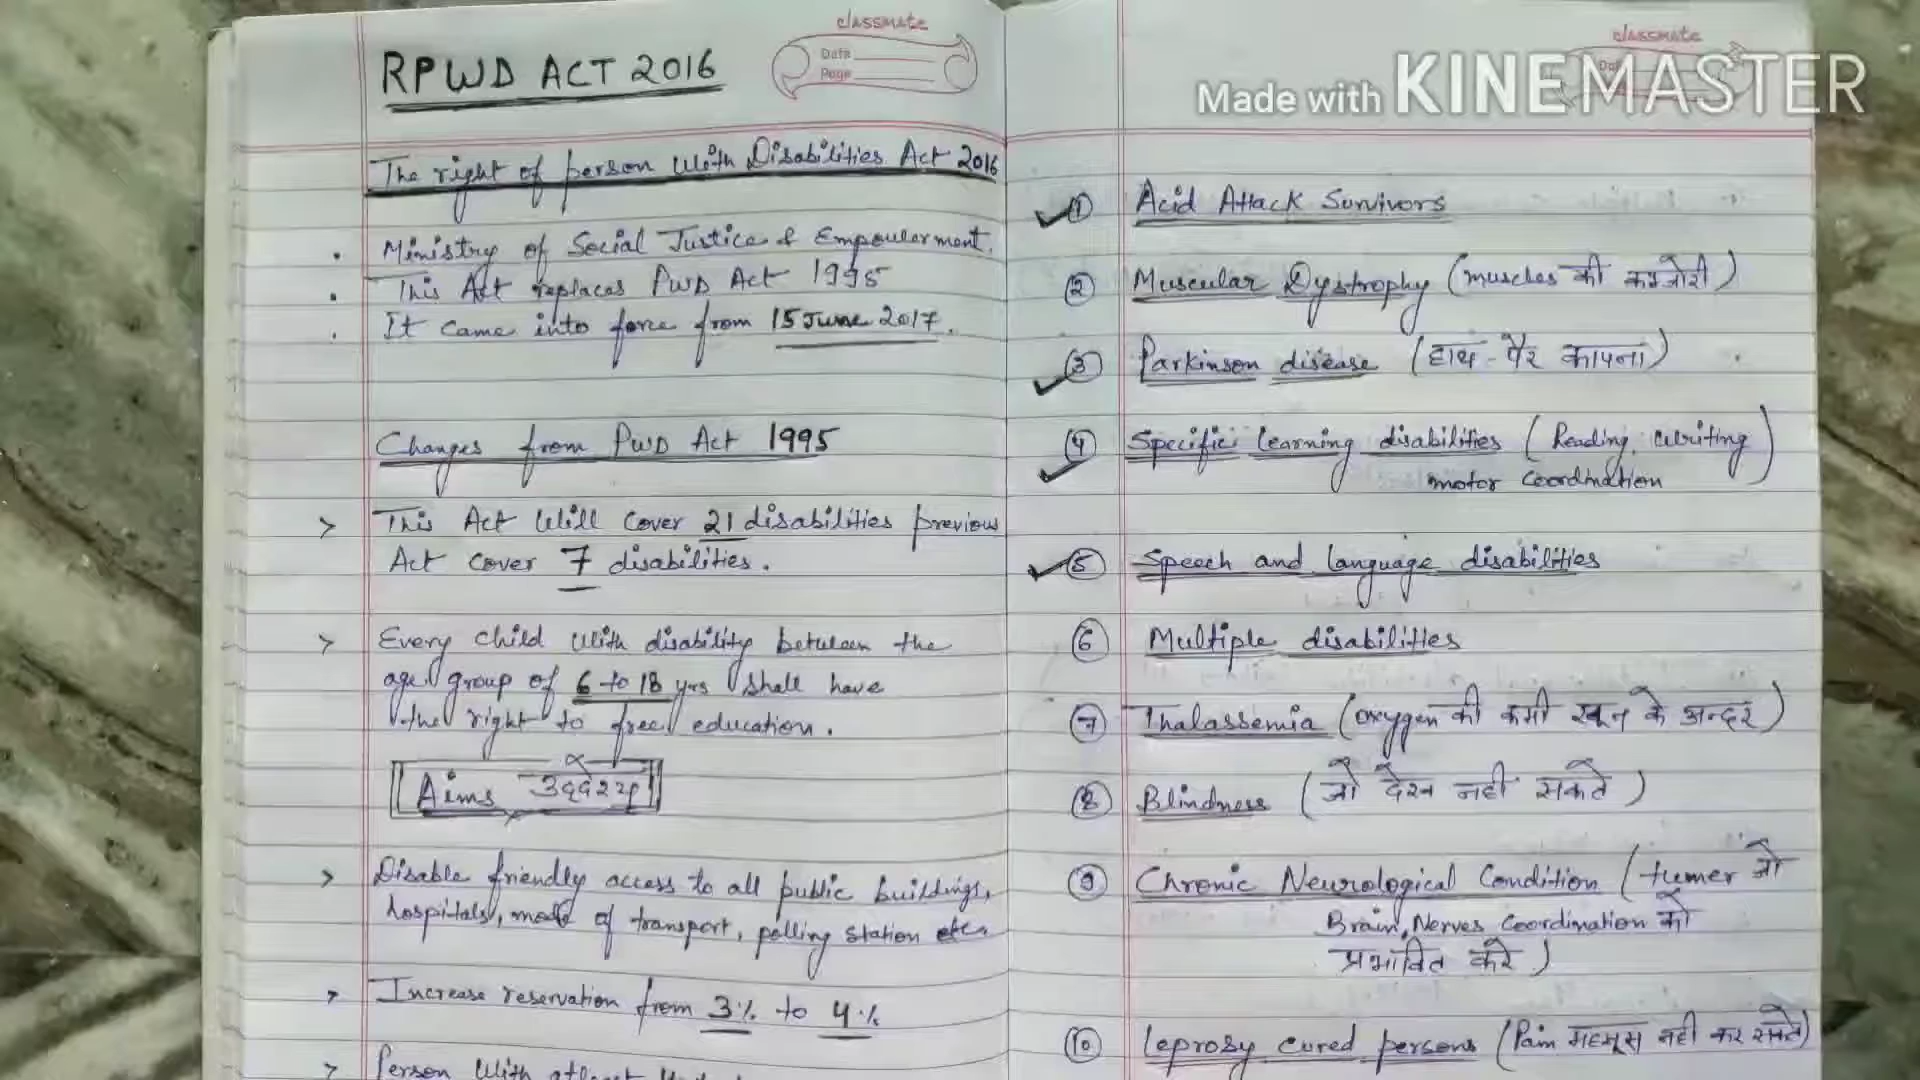 classmate
Date
Page
RPWD ACT 2016
The right of person With Disabilities Act 2016
. Ministry of Social Justice & Empowerment.
. This Act replaces PwD Act 1995
. It came into force from 15 June 2017.
Changes from PwD Act 1995
> This Act Will cover 21 disabilities previous
Act cover 7 disabilities.
> Every child With disability between the
age group of 6 to 18 yrs shall have
the right to free education.
Aims
> Disable friendly access to all public buildings,
hospitals, mode of transport, polling station etc.
> Increase reservation from 3% to 4%
> Person With atleast
classmate
Made with KINEMASTER
① Acid Attack Survivors
② Muscular Dystrophy (muscles की कमजोरी)
③ Parkinson disease (हाथ-पैर कापना)
④ Specific learning disabilities (Reading, writing)
motor coordination
⑤ Speech and language disabilities
⑥ Multiple disabilities
⑦ Thalassemia (oxygen की कमी खून के अन्दर)
⑧ Blindness (जो देख नही सकते)
⑨ Chronic Neurological Condition (tumer जो
Brain, Nerves Coordination को
प्रभावित करे)
⑩ leprosy cured persons (Pain महसूस नही कर सकते)